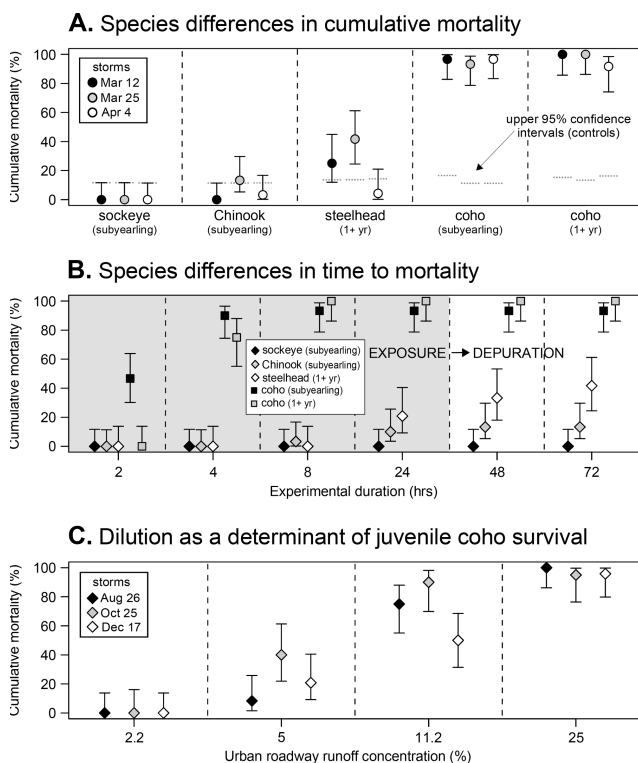 A. Species differences in cumulative mortality
Cumulative mortality (%)
100
80
60
40
20
0
storms
Mar 12
Mar 25
Apr 4
upper 95% confidence
intervals (controls)
sockeye
(subyearling)
Chinook
(subyearling)
steelhead
(1+ yr)
coho
(subyearling)
coho
(1+ yr)
B. Species differences in time to mortality
Cumulative mortality (%)
100
80
60
40
20
0
sockeye (subyearling)
Chinook (subyearling)
steelhead (1+ yr)
coho (subyearling)
coho (1+ yr)
EXPOSURE → DEPURATION
2 4 8 24 48 72
Experimental duration (hrs)
C. Dilution as a determinant of juvenile coho survival
Cumulative mortality (%)
100
80
60
40
20
0
storms
Aug 26
Oct 25
Dec 17
2.2 5 11.2 25
Urban roadway runoff concentration (%)